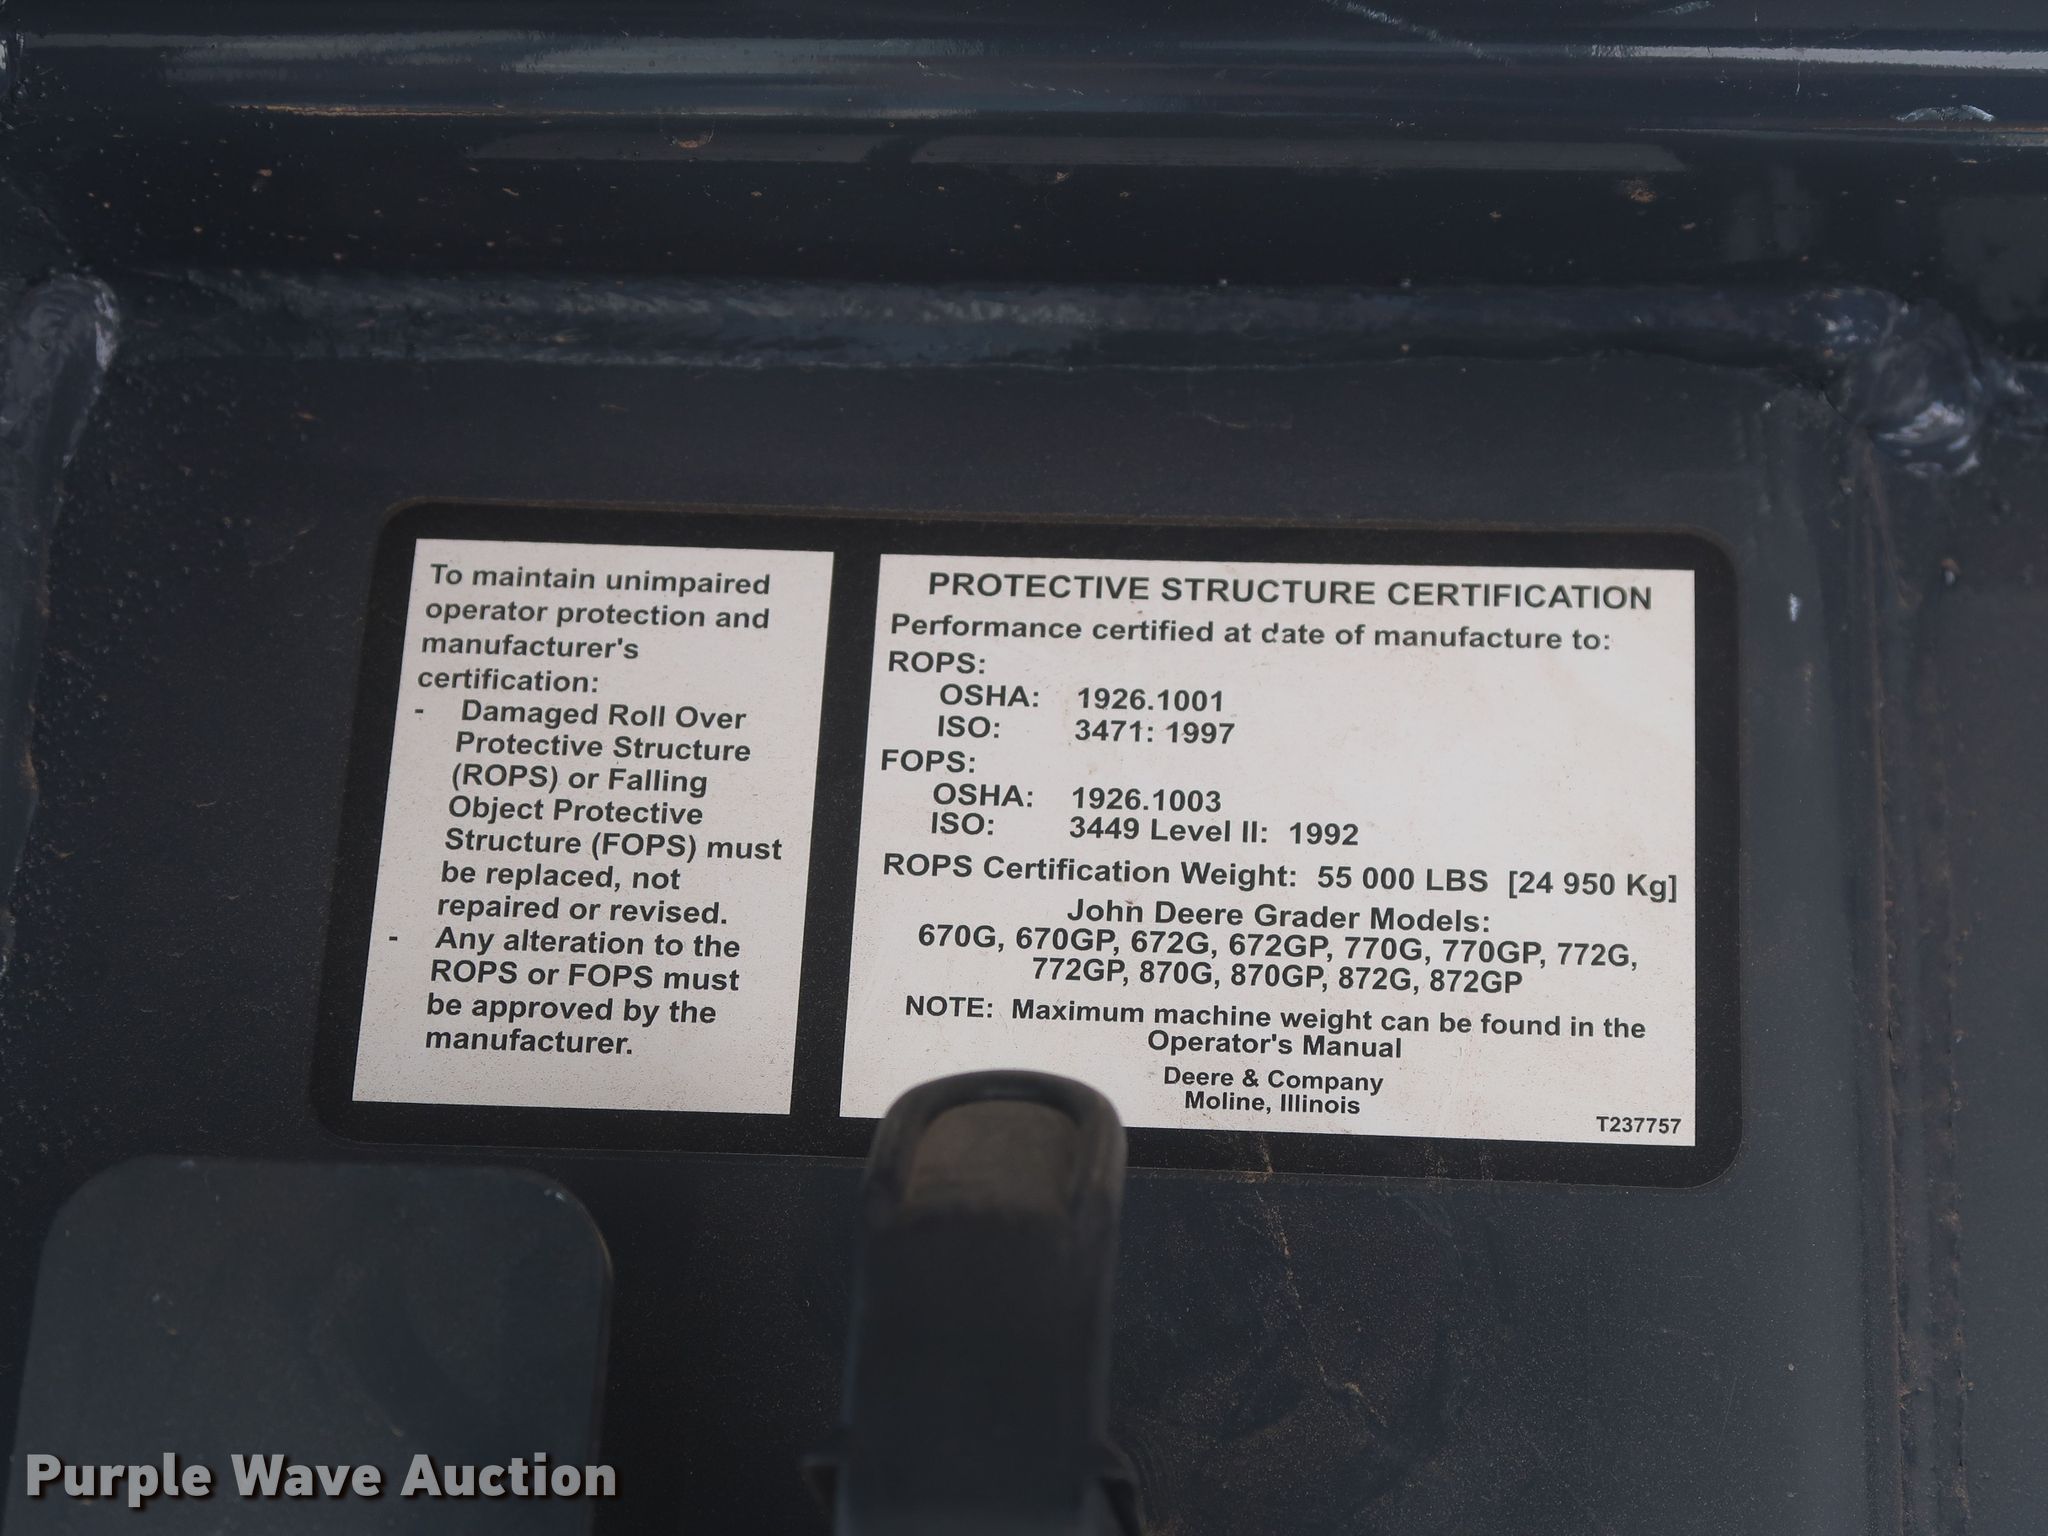 To maintain unimpaired
operator protection and
manufacturer's
certification:
- Damaged Roll Over
Protective Structure
(ROPS) or Falling
Object Protective
Structure (FOPS) must
be replaced, not
repaired or revised.
- Any alteration to the
ROPS or FOPS must
be approved by the
manufacturer.
PROTECTIVE STRUCTURE CERTIFICATION
Performance certified at date of manufacture to:
ROPS:
OSHA: 1926.1001
ISO: 3471: 1997
FOPS:
OSHA: 1926.1003
ISO: 3449 Level II: 1992
ROPS Certification Weight: 55 000 LBS [24 950 Kg]
John Deere Grader Models:
670G, 670GP, 672G, 672GP, 770G, 770GP, 772G,
772GP, 870G, 870GP, 872G, 872GP
NOTE: Maximum machine weight can be found in the
Operator's Manual
Deere & Company
Moline, Illinois
T237757
Purple Wave Auction